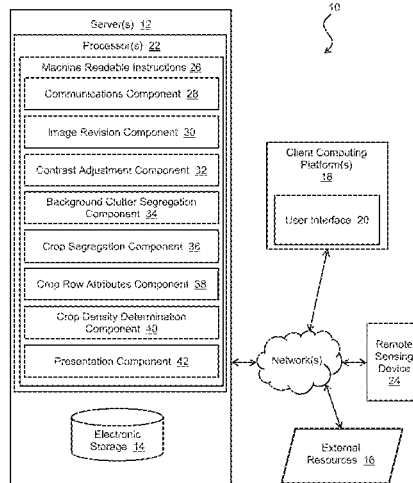 10
Server(s) 12
Processor(s) 22
Machine Readable Instructions 26
Communications Component 28
Image Revision Component 30
Contrast Adjustment Component 32
Background Clutter Segregation
Component 34
Crop Segregation Component 36
Crop Row Attributes Component 38
Crop Density Determination
Component 40
Presentation Component 42
Electronic
Storage 14
Client Computing
Platform(s)
18
User Interface 20
Network(s)
Remote
Sensing
Device
24
External
Resources 16